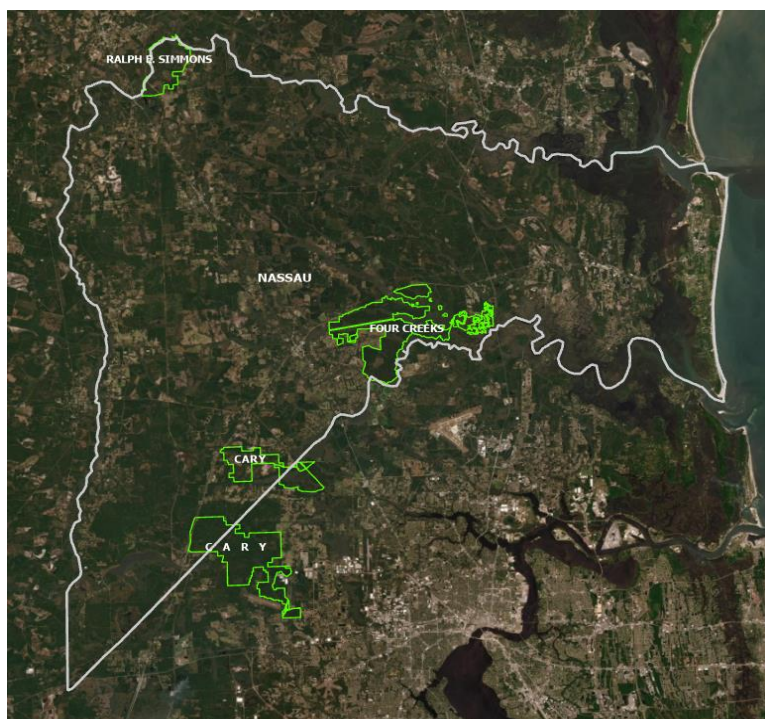 RALPH E. SIMMONS
NASSAU
FOUR CREEKS
CARY
C A R Y